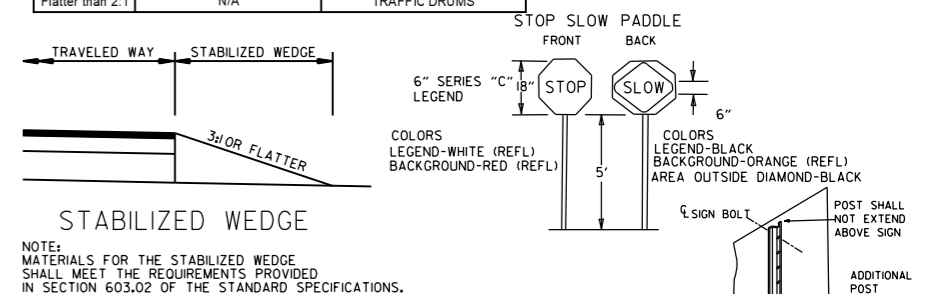 Flatter than 2:1 N/A TRAFFIC DRUMS
STOP SLOW PADDLE
FRONT BACK
TRAVELED WAY STABILIZED WEDGE
6" SERIES "C"
LEGEND
18"
STOP
SLOW
6"
3:1 OR FLATTER
COLORS
LEGEND-WHITE (REFL)
BACKGROUND-RED (REFL)
5'
COLORS
LEGEND-BLACK
BACKGROUND-ORANGE (REFL)
AREA OUTSIDE DIAMOND-BLACK
STABILIZED WEDGE
NOTE:
MATERIALS FOR THE STABILIZED WEDGE
SHALL MEET THE REQUIREMENTS PROVIDED
IN SECTION 603.02 OF THE STANDARD SPECIFICATIONS.
℄ SIGN BOLT
POST SHALL
NOT EXTEND
ABOVE SIGN
ADDITIONAL
POST